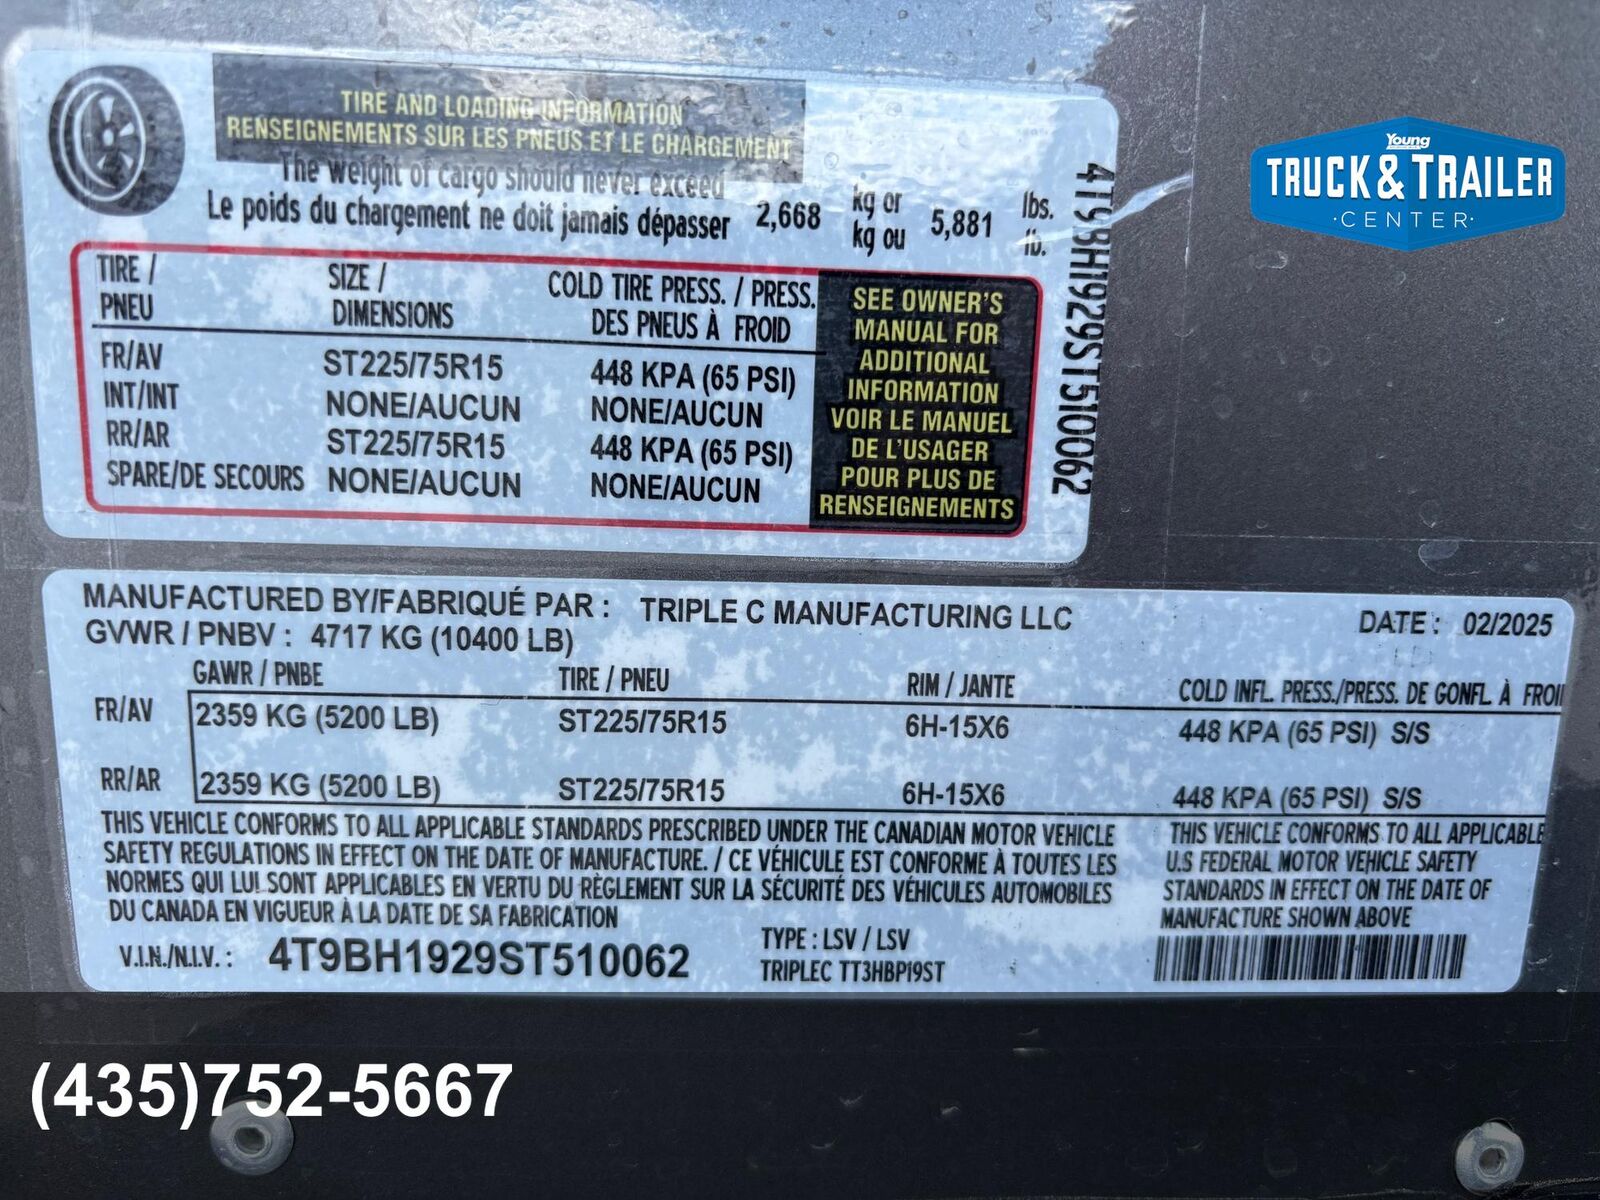 TIRE AND LOADING INFORMATION
RENSEIGNEMENTS SUR LES PNEUS ET LE CHARGEMENT
The weight of cargo should never exceed
Le poids du chargement ne doit jamais dépasser 2,668 kg or kg ou 5,881 lbs. lb.
TIRE / PNEU SIZE / DIMENSIONS COLD TIRE PRESS. / PRESS. DES PNEUS À FROID
FR/AV ST225/75R15 448 KPA (65 PSI)
INT/INT NONE/AUCUN NONE/AUCUN
RR/AR ST225/75R15 448 KPA (65 PSI)
SPARE/DE SECOURS NONE/AUCUN NONE/AUCUN
SEE OWNER'S
MANUAL FOR
ADDITIONAL
INFORMATION
VOIR LE MANUEL
DE L'USAGER
POUR PLUS DE
RENSEIGNEMENTS
4T9BH1929ST510062
Young
TRUCK & TRAILER
CENTER
MANUFACTURED BY/FABRIQUÉ PAR : TRIPLE C MANUFACTURING LLC DATE : 02/2025
GVWR / PNBV : 4717 KG (10400 LB)
GAWR / PNBE TIRE / PNEU RIM / JANTE COLD INFL. PRESS./PRESS. DE GONFL. À FROI
FR/AV 2359 KG (5200 LB) ST225/75R15 6H-15X6 448 KPA (65 PSI) S/S
RR/AR 2359 KG (5200 LB) ST225/75R15 6H-15X6 448 KPA (65 PSI) S/S
THIS VEHICLE CONFORMS TO ALL APPLICABLE STANDARDS PRESCRIBED UNDER THE CANADIAN MOTOR VEHICLE
SAFETY REGULATIONS IN EFFECT ON THE DATE OF MANUFACTURE. / CE VÉHICULE EST CONFORME À TOUTES LES
NORMES QUI LUI SONT APPLICABLES EN VERTU DU RÈGLEMENT SUR LA SÉCURITÉ DES VÉHICULES AUTOMOBILES
DU CANADA EN VIGUEUR À LA DATE DE SA FABRICATION
THIS VEHICLE CONFORMS TO ALL APPLICABLE
U.S FEDERAL MOTOR VEHICLE SAFETY
STANDARDS IN EFFECT ON THE DATE OF
MANUFACTURE SHOWN ABOVE
V.I.N./N.I.V. : 4T9BH1929ST510062
TYPE : LSV / LSV
TRIPLEC TT3HBP19ST
(435)752-5667